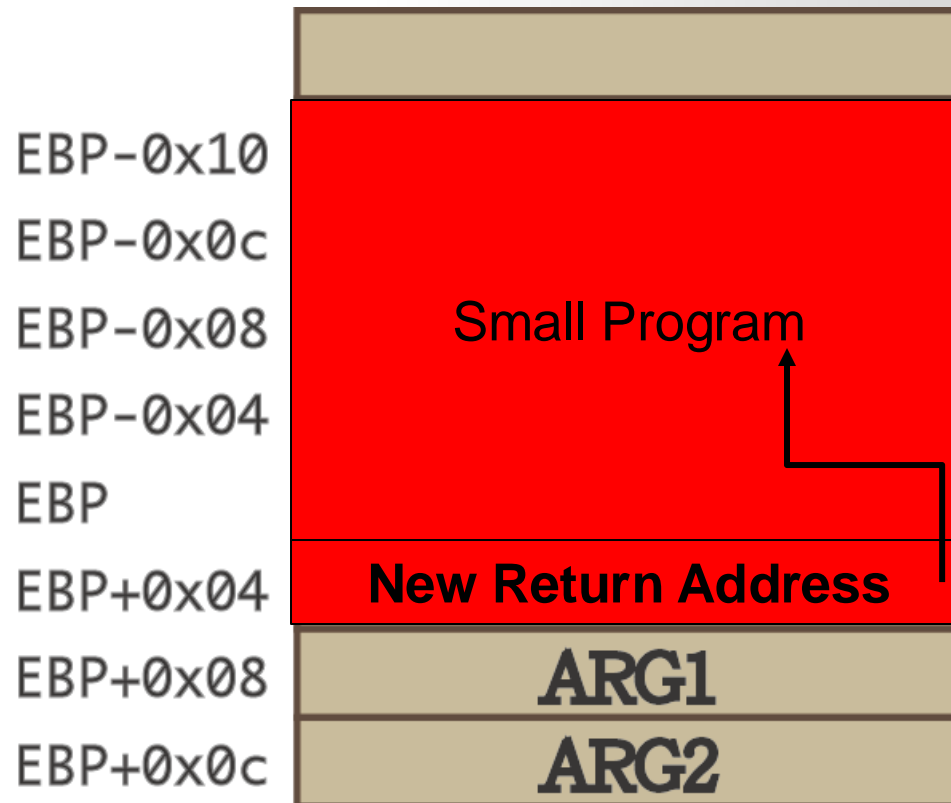 EBP-0x10
EBP-0x0c
EBP-0x08 Small Program
EBP-0x04
EBP
EBP+0x04 New Return Address
EBP+0x08 ARG1
EBP+0x0c ARG2